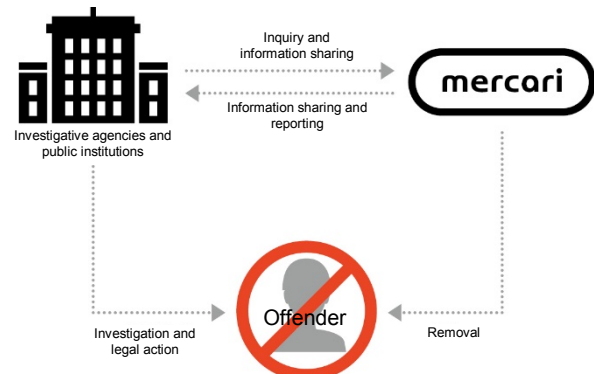 Inquiry and
information sharing
mercari
Information sharing and
reporting
Investigative agencies and
public institutions
Offender
Investigation and
legal action
Removal